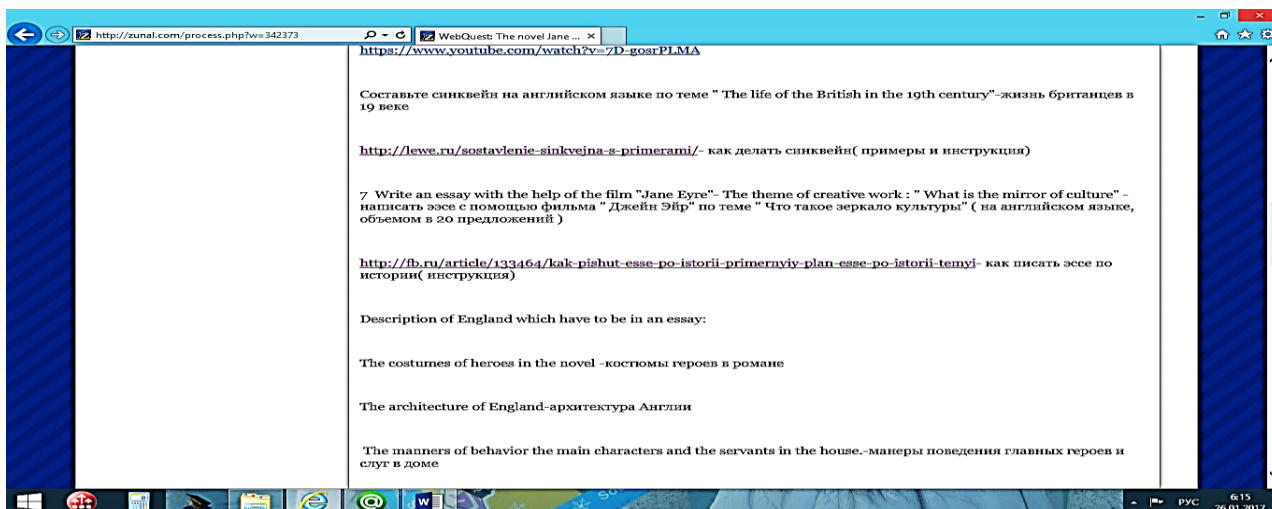 http://zunal.com/process.php?w=342373
WebQuest: The novel Jane ...
https://www.youtube.com/watch?v=7D-gosrPLMA
Составьте синквейн на английском языке по теме " The life of the British in the 19th century"-жизнь британцев в
19 веке
http://lewe.ru/sostavlenie-sinkvejna-s-primerami/- как делать синквейн( примеры и инструкция)
7 Write an essay with the help of the film "Jane Eyre"- The theme of creative work : " What is the mirror of culture" -
написать эссе с помощью фильма " Джейн Эйр" по теме " Что такое зеркало культуры" ( на английском языке,
объемом в 20 предложений )
http://fb.ru/article/133464/kak-pishut-esse-po-istorii-primernyiy-plan-esse-po-istorii-temyi- как писать эссе по
истории( инструкция)
Description of England which have to be in an essay:
The costumes of heroes in the novel -костюмы героев в романе
The architecture of England-архитектура Англии
The manners of behavior the main characters and the servants in the house.-манеры поведения главных героев и
слуг в доме
РУС
6:15
26.01.2017